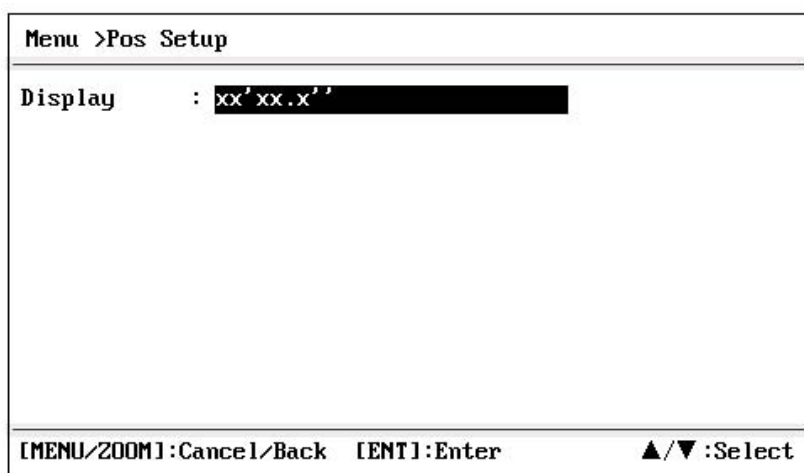 Menu >Pos Setup
Display : xx'xx.x''
[MENU/ZOOM]:Cancel/Back [ENT]:Enter ▲/▼:Select